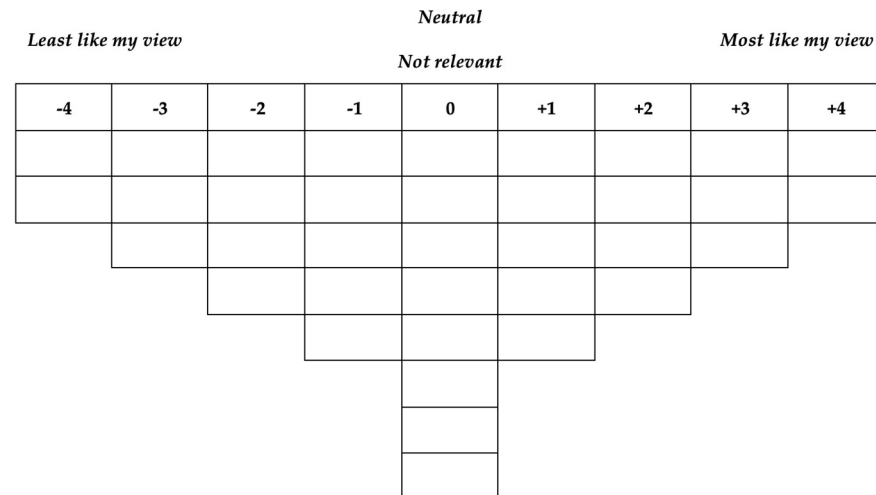 Neutral
Least like my view
Most like my view
Not relevant
-4 -3 -2 -1 0 +1 +2 +3 +4